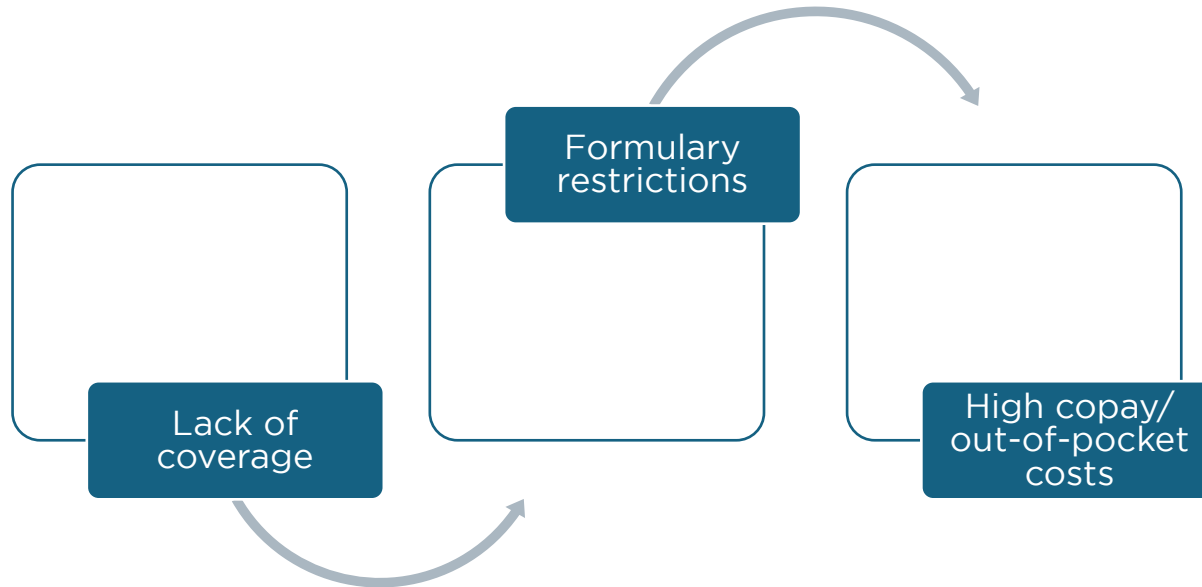 Lack of
coverage
Formulary
restrictions
High copay/
out-of-pocket
costs